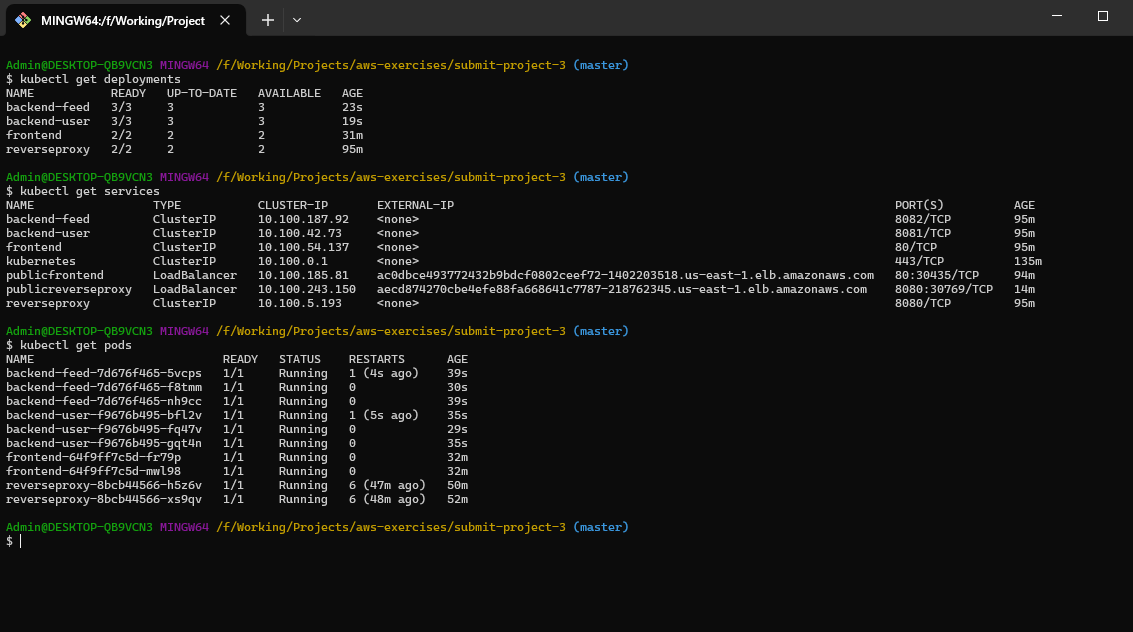 MINGW64:/f/Working/Project
Admin@DESKTOP-QB9VCN3 MINGW64 /f/Working/Projects/aws-exercises/submit-project-3 (master)
$ kubectl get deployments
NAME READY UP-TO-DATE AVAILABLE AGE
backend-feed 3/3 3 3 23s
backend-user 3/3 3 3 19s
frontend 2/2 2 2 31m
reverseproxy 2/2 2 2 95m
Admin@DESKTOP-QB9VCN3 MINGW64 /f/Working/Projects/aws-exercises/submit-project-3 (master)
$ kubectl get services
NAME TYPE CLUSTER-IP EXTERNAL-IP PORT(S) AGE
backend-feed ClusterIP 10.100.187.92 <none> 8082/TCP 95m
backend-user ClusterIP 10.100.42.73 <none> 8081/TCP 95m
frontend ClusterIP 10.100.54.137 <none> 80/TCP 95m
kubernetes ClusterIP 10.100.0.1 <none> 443/TCP 135m
publicfrontend LoadBalancer 10.100.185.81 ac0dbce493772432b9bdcf0802ceef72-1402203518.us-east-1.elb.amazonaws.com 80:30435/TCP 94m
publicreverseproxy LoadBalancer 10.100.243.150 aecd874270cbe4efe88fa668641c7787-218762345.us-east-1.elb.amazonaws.com 8080:30769/TCP 14m
reverseproxy ClusterIP 10.100.5.193 <none> 8080/TCP 95m
Admin@DESKTOP-QB9VCN3 MINGW64 /f/Working/Projects/aws-exercises/submit-project-3 (master)
$ kubectl get pods
NAME READY STATUS RESTARTS AGE
backend-feed-7d676f465-5vcps 1/1 Running 1 (4s ago) 39s
backend-feed-7d676f465-f8tmm 1/1 Running 0 30s
backend-feed-7d676f465-nh9cc 1/1 Running 0 39s
backend-user-f9676b495-bfl2v 1/1 Running 1 (5s ago) 35s
backend-user-f9676b495-fq47v 1/1 Running 0 29s
backend-user-f9676b495-gqt4n 1/1 Running 0 35s
frontend-64f9ff7c5d-fr79p 1/1 Running 0 32m
frontend-64f9ff7c5d-mwl98 1/1 Running 0 32m
reverseproxy-8bcb44566-h5z6v 1/1 Running 6 (47m ago) 50m
reverseproxy-8bcb44566-xs9qv 1/1 Running 6 (48m ago) 52m
Admin@DESKTOP-QB9VCN3 MINGW64 /f/Working/Projects/aws-exercises/submit-project-3 (master)
$